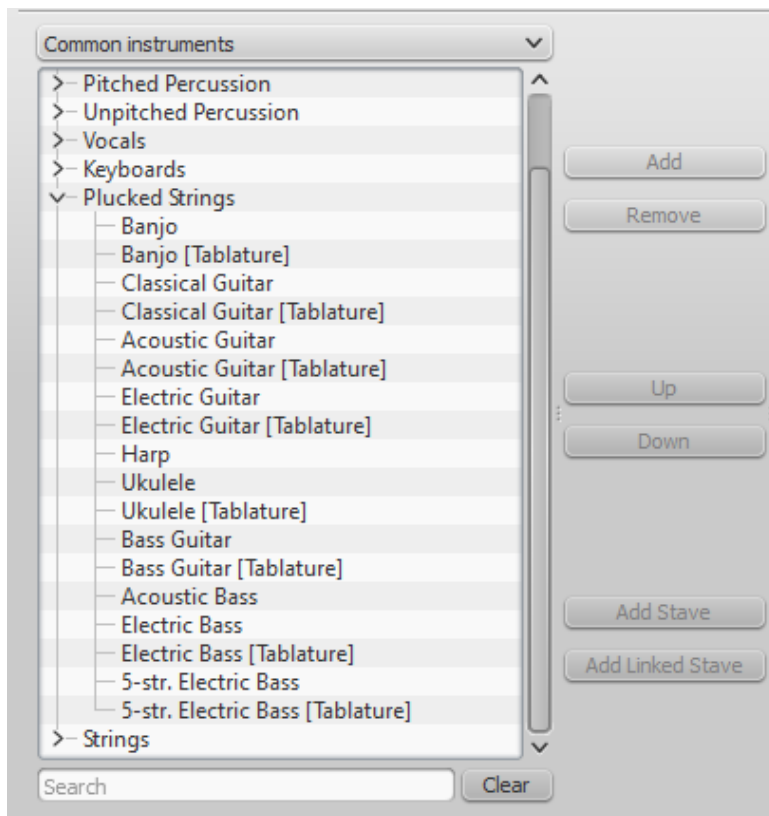 Common instruments
Pitched Percussion
Unpitched Percussion
Vocals
Keyboards
Plucked Strings
Banjo
Banjo [Tablature]
Classical Guitar
Classical Guitar [Tablature]
Acoustic Guitar
Acoustic Guitar [Tablature]
Electric Guitar
Electric Guitar [Tablature]
Harp
Ukulele
Ukulele [Tablature]
Bass Guitar
Bass Guitar [Tablature]
Acoustic Bass
Electric Bass
Electric Bass [Tablature]
5-str. Electric Bass
5-str. Electric Bass [Tablature]
Strings
Search
Clear
Add
Remove
Up
Down
Add Stave
Add Linked Stave